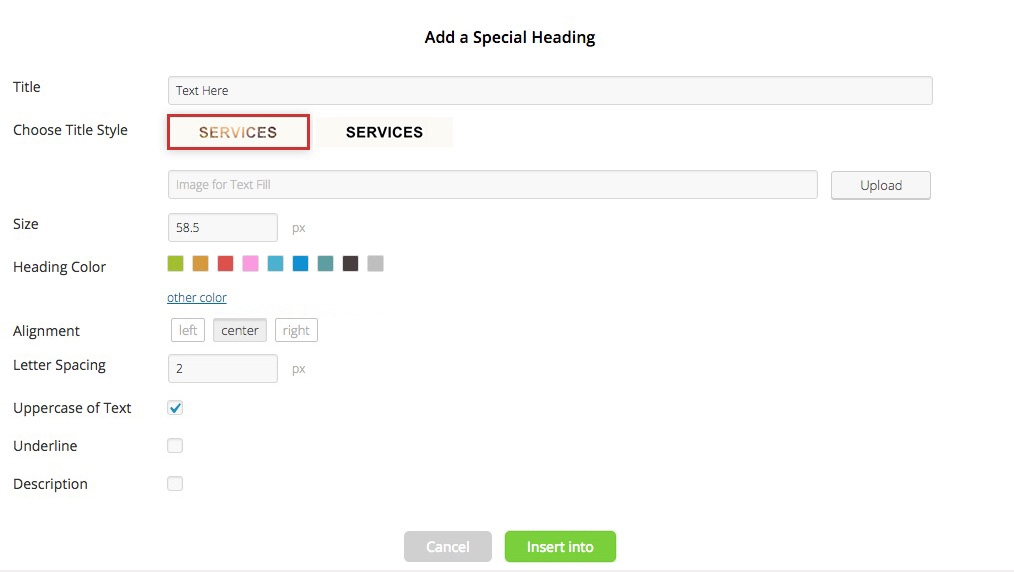 Add a Special Heading
Title
Text Here
Choose Title Style
SERVICES SERVICES
Image for Text Fill Upload
Size 58.5 px
Heading Color
other color
Alignment left center right
Letter Spacing 2 px
Uppercase of Text
Underline
Description
Cancel Insert into